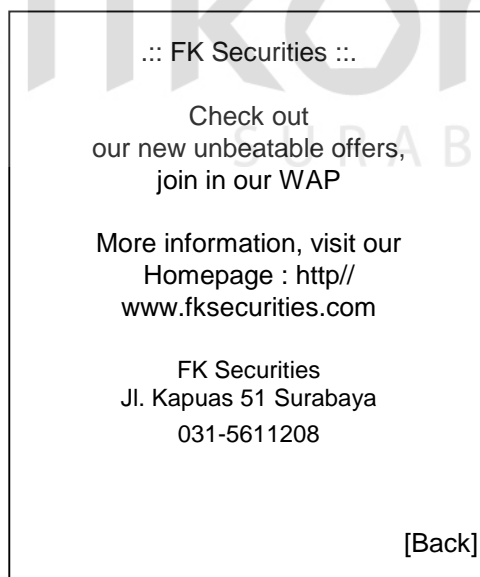 .:: FK Securities ::.
Check out
our new unbeatable offers,
join in our WAP
More information, visit our
Homepage : http//
www.fksecurities.com
FK Securities
Jl. Kapuas 51 Surabaya
031-5611208
[Back]